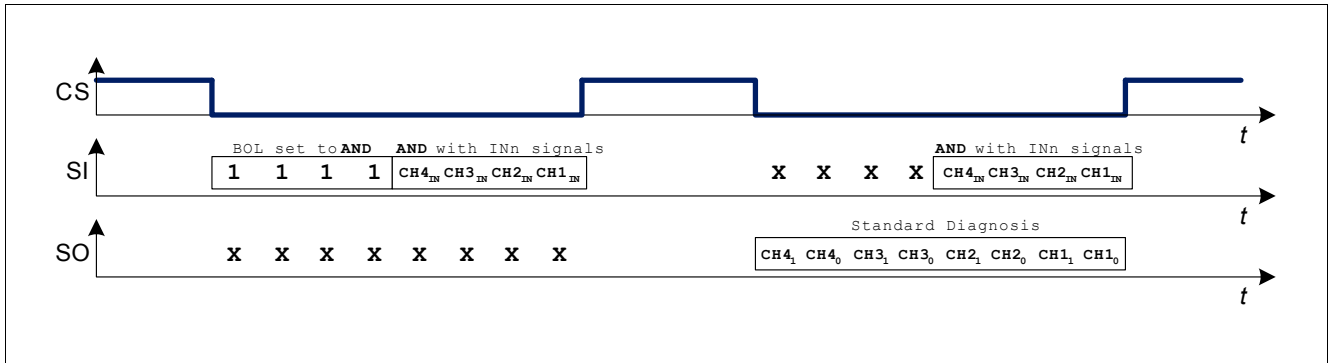 CS
t
BOL set to AND AND with INn signals AND with INn signals
SI 1 1 1 1 CH4IN CH3IN CH2IN CH1IN X X X X CH4IN CH3IN CH2IN CH1IN
t
Standard Diagnosis
SO X X X X X X X X CH41 CH40 CH31 CH30 CH21 CH20 CH11 CH10
t